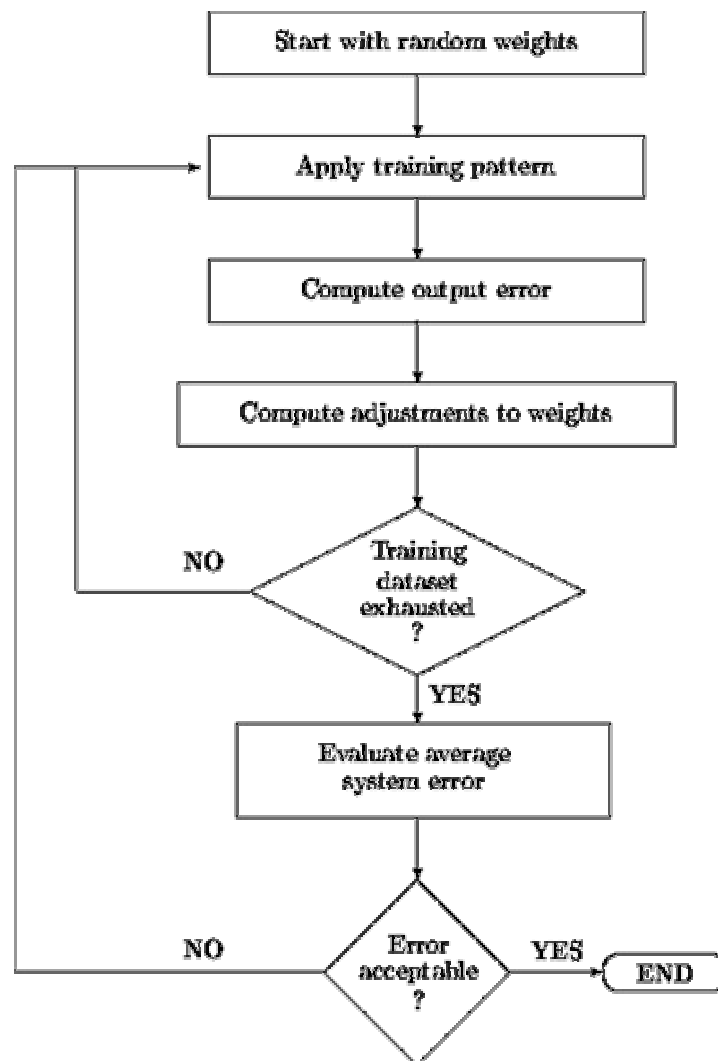 Start with random weights
Apply training pattern
Compute output error
Compute adjustments to weights
NO
Training
dataset
exhausted
?
YES
Evaluate average
system error
NO
Error
acceptable
?
YES
END